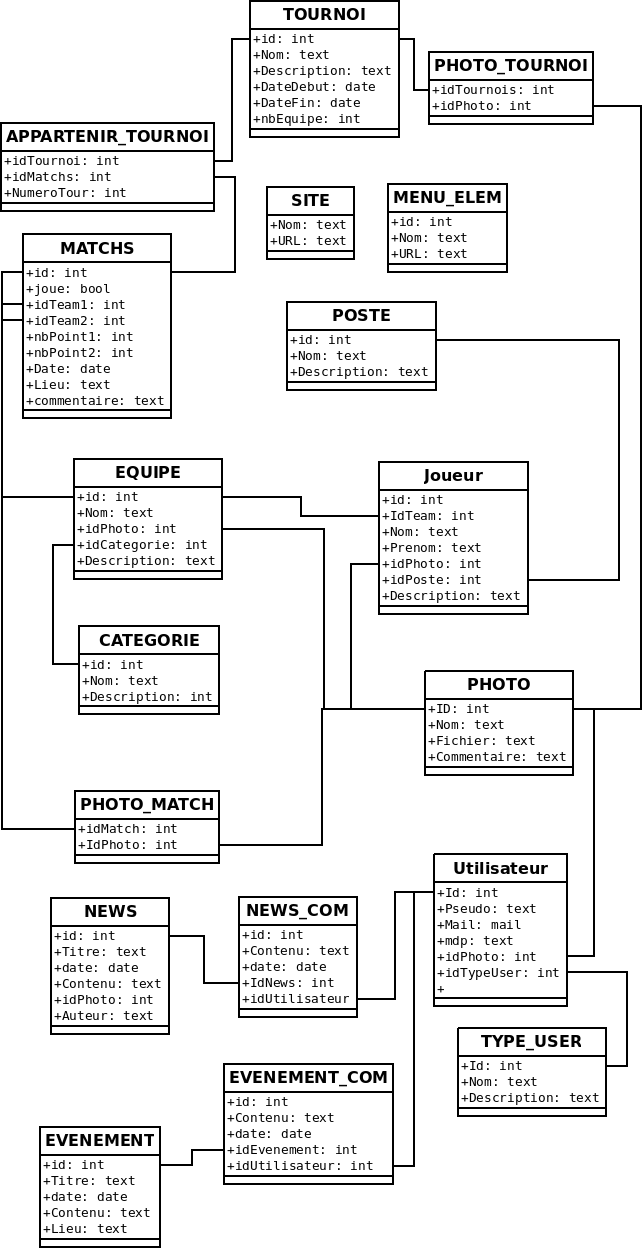 TOURNOI
+id: int
+Nom: text
+Description: text
+DateDebut: date
+DateFin: date
+nbEquipe: int
PHOTO_TOURNOI
+idTournois: int
+idPhoto: int
APPARTENIR_TOURNOI
+idTournoi: int
+idMatchs: int
+NumeroTour: int
SITE
+Nom: text
+URL: text
MENU_ELEM
+id: int
+Nom: text
+URL: text
MATCHS
+id: int
+joue: bool
+idTeam1: int
+idTeam2: int
+nbPoint1: int
+nbPoint2: int
+Date: date
+Lieu: text
+commentaire: text
POSTE
+id: int
+Nom: text
+Description: text
EQUIPE
+id: int
+Nom: text
+idPhoto: int
+idCategorie: int
+Description: text
Joueur
+id: int
+IdTeam: int
+Nom: text
+Prenom: text
+idPhoto: int
+idPoste: int
+Description: text
CATEGORIE
+id: int
+Nom: text
+Description: int
PHOTO
+ID: int
+Nom: text
+Fichier: text
+Commentaire: text
PHOTO_MATCH
+idMatch: int
+IdPhoto: int
Utilisateur
+Id: int
+Pseudo: text
+Mail: mail
+mdp: text
+idPhoto: int
+idTypeUser: int
+
NEWS
+id: int
+Titre: text
+date: date
+Contenu: text
+idPhoto: int
+Auteur: text
NEWS_COM
+id: int
+Contenu: text
+date: date
+IdNews: int
+idUtilisateur
TYPE_USER
+Id: int
+Nom: text
+Description: text
EVENEMENT_COM
+id: int
+Contenu: text
+date: date
+idEvenement: int
+idUtilisateur: int
EVENEMENT
+id: int
+Titre: text
+date: date
+Contenu: text
+Lieu: text